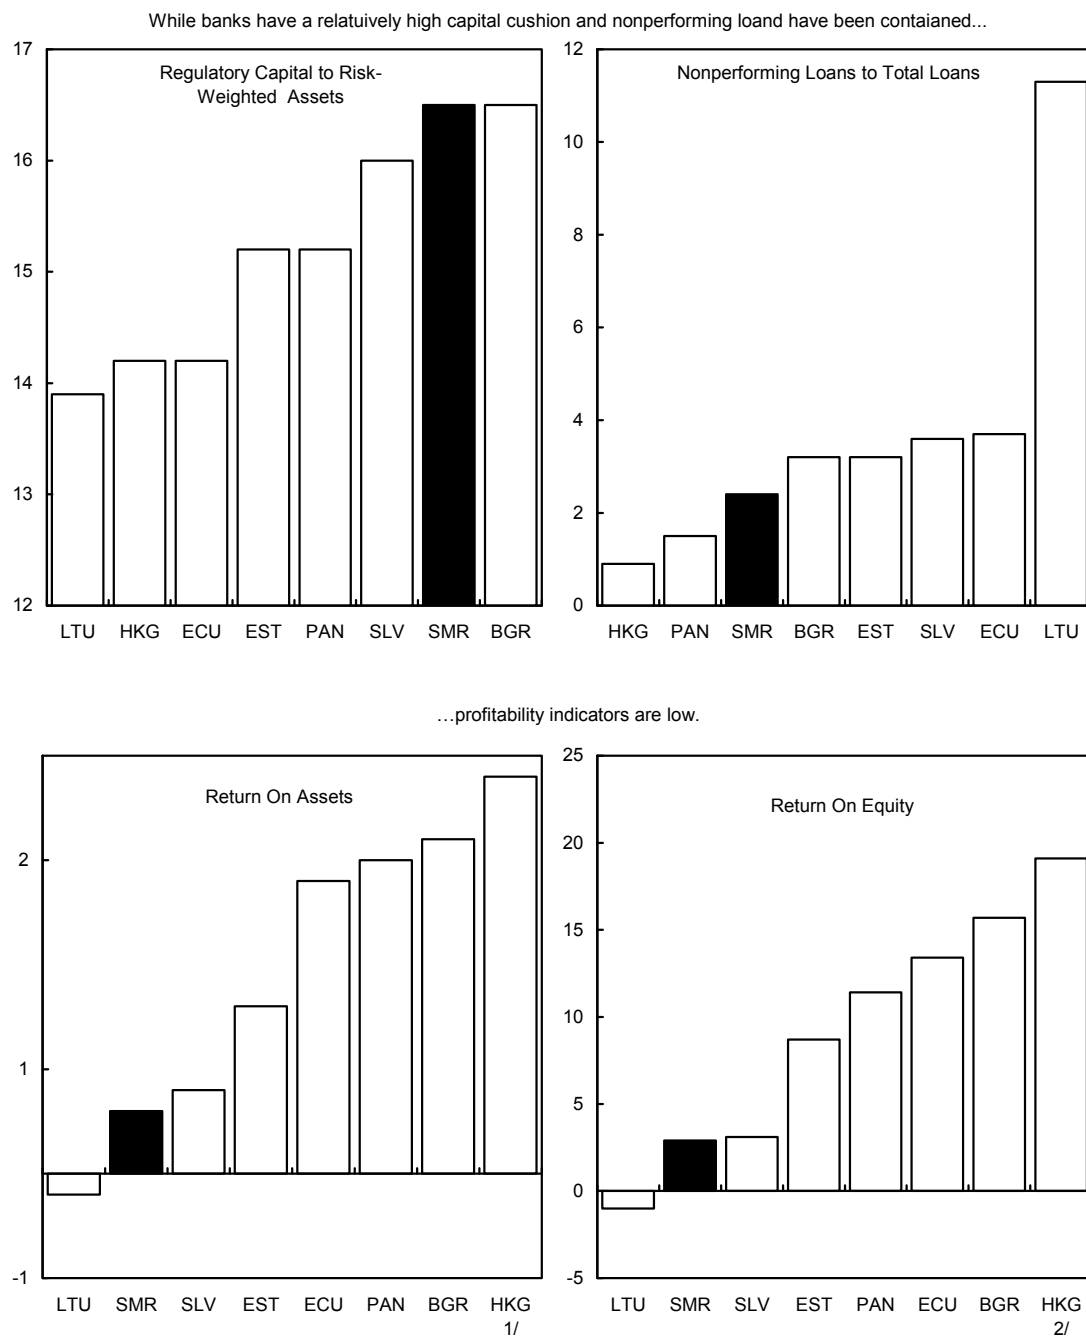 While banks have a relatuively high capital cushion and nonperforming loand have been contaianed...
17
16
15
14
13
12
Regulatory Capital to Risk-
Weighted Assets
LTU HKG ECU EST PAN SLV SMR BGR
12
10
8
6
4
2
0
Nonperforming Loans to Total Loans
HKG PAN SMR BGR EST SLV ECU LTU
...profitability indicators are low.
2
1
-1
Return On Assets
LTU SMR SLV EST ECU PAN BGR HKG
1/
25
20
15
10
5
0
-5
Return On Equity
LTU SMR SLV EST PAN ECU BGR HKG
2/